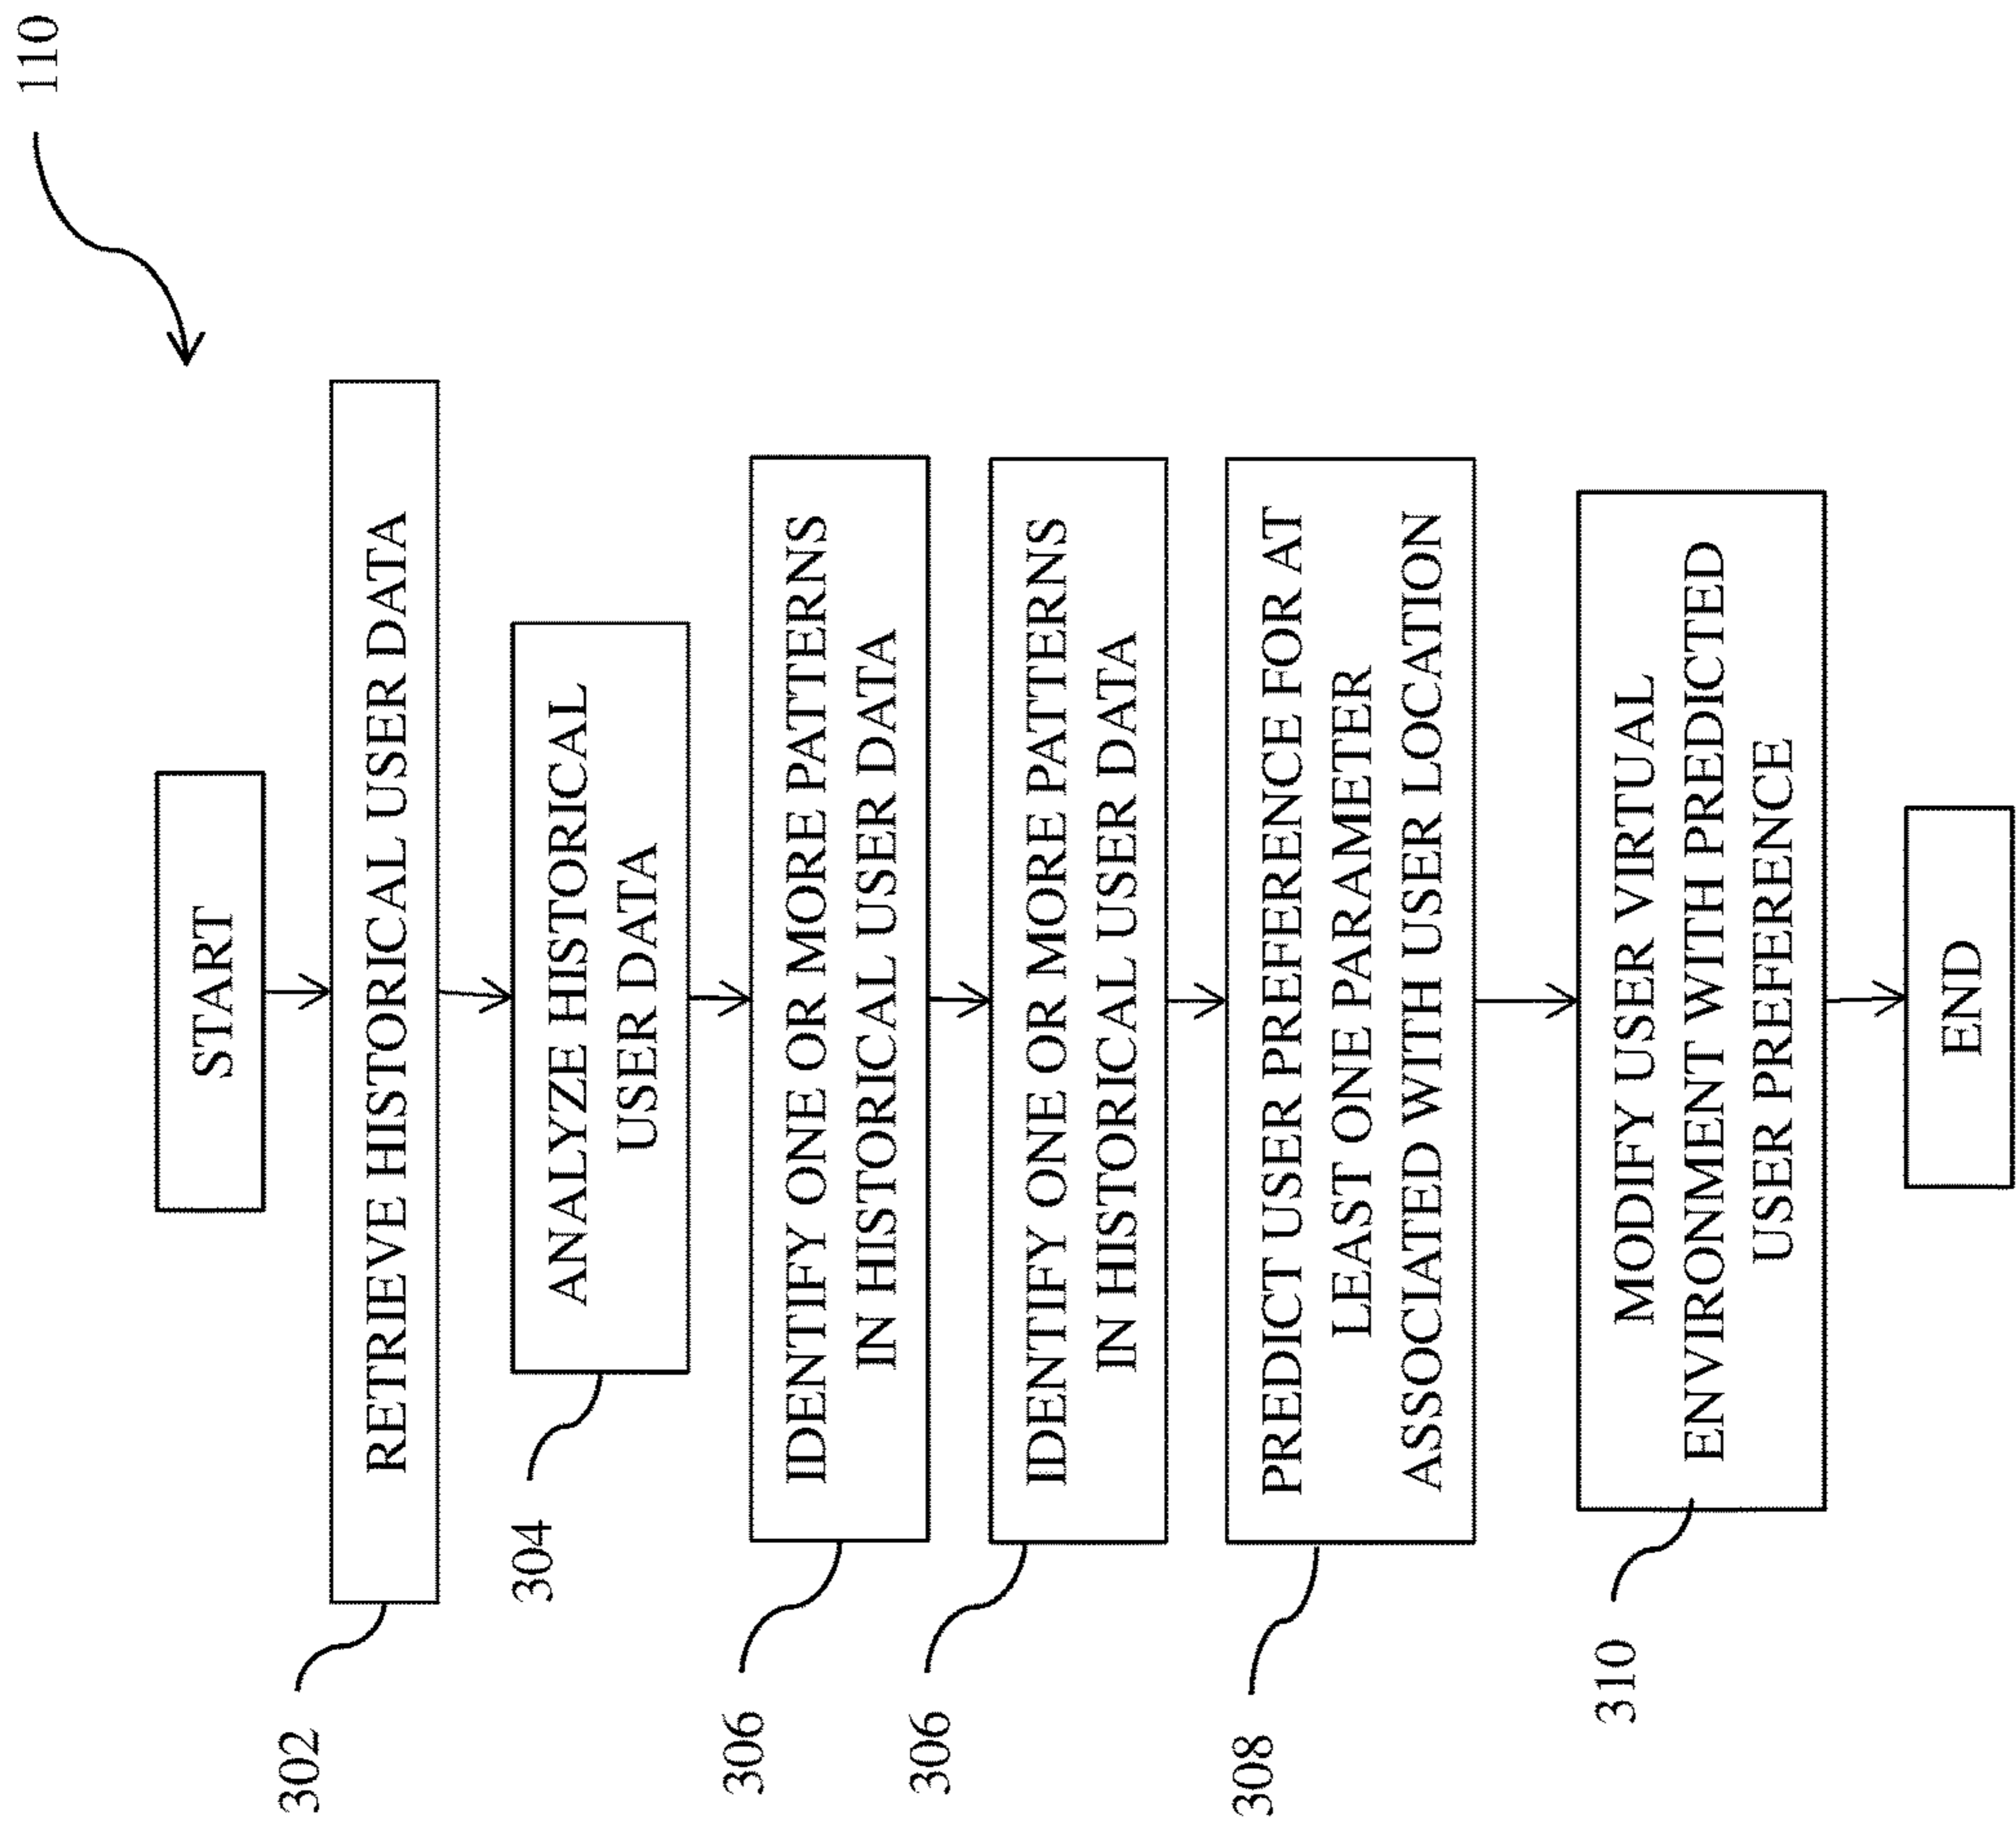 110
START
302
RETRIEVE HISTORICAL USER DATA
304
ANALYZE HISTORICAL
USER DATA
306
IDENTIFY ONE OR MORE PATTERNS
IN HISTORICAL USER DATA
306
IDENTIFY ONE OR MORE PATTERNS
IN HISTORICAL USER DATA
308
PREDICT USER PREFERENCE FOR AT
LEAST ONE PARAMETER
ASSOCIATED WITH USER LOCATION
310
MODIFY USER VIRTUAL
ENVIRONMENT WITH PREDICTED
USER PREFERENCE
END